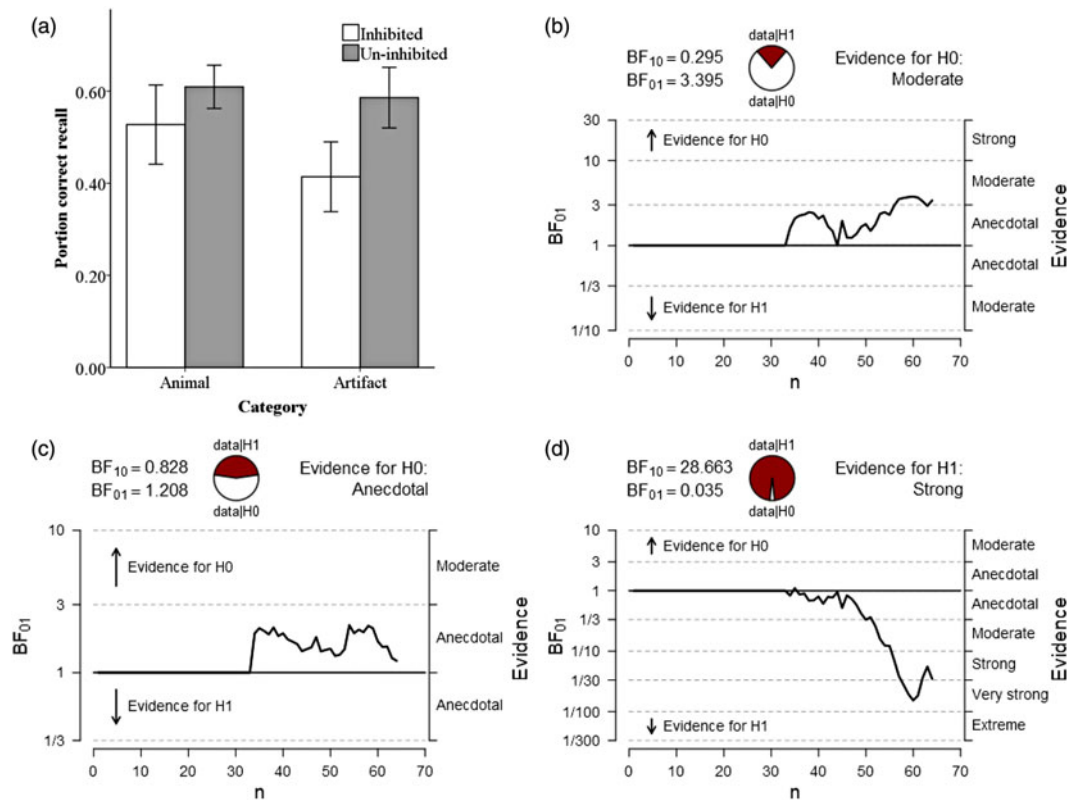 (a)
Inhibited
Un-inhibited
Portion correct recall
0.60
0.40
0.20
0.00
Animal
Artifact
Category
(b)
BF10 = 0.295
BF01 = 3.395
data|H1
data|H0
Evidence for H0:
Moderate
30
10
3
1
1/3
1/10
BF01
Evidence for H0
Evidence for H1
Strong
Moderate
Anecdotal
Anecdotal
Moderate
Evidence
0 10 20 30 40 50 60 70
n
(c)
BF10 = 0.828
BF01 = 1.208
data|H1
data|H0
Evidence for H0:
Anecdotal
10
3
1
1/3
BF01
Evidence for H0
Evidence for H1
Moderate
Anecdotal
Anecdotal
Evidence
0 10 20 30 40 50 60 70
n
(d)
BF10 = 28.663
BF01 = 0.035
data|H1
data|H0
Evidence for H1:
Strong
10
3
1
1/3
1/10
1/30
1/100
1/300
BF01
Evidence for H0
Evidence for H1
Moderate
Anecdotal
Anecdotal
Moderate
Strong
Very strong
Extreme
Evidence
0 10 20 30 40 50 60 70
n